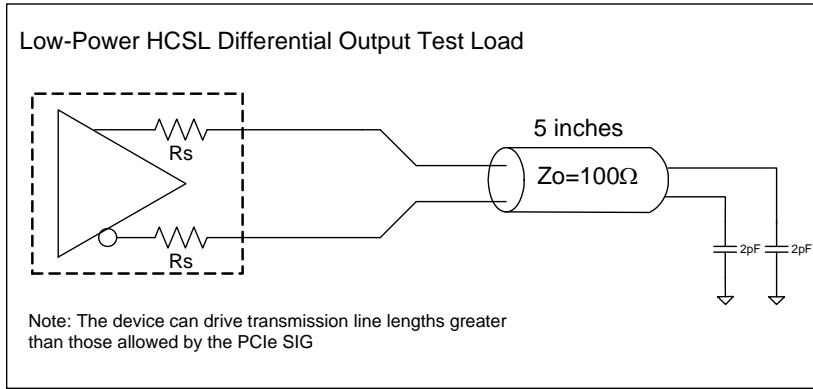 Low-Power HCSL Differential Output Test Load
Rs
5 inches
Zo=100Ω
Rs
2pF
2pF
Note: The device can drive transmission line lengths greater
than those allowed by the PCIe SIG